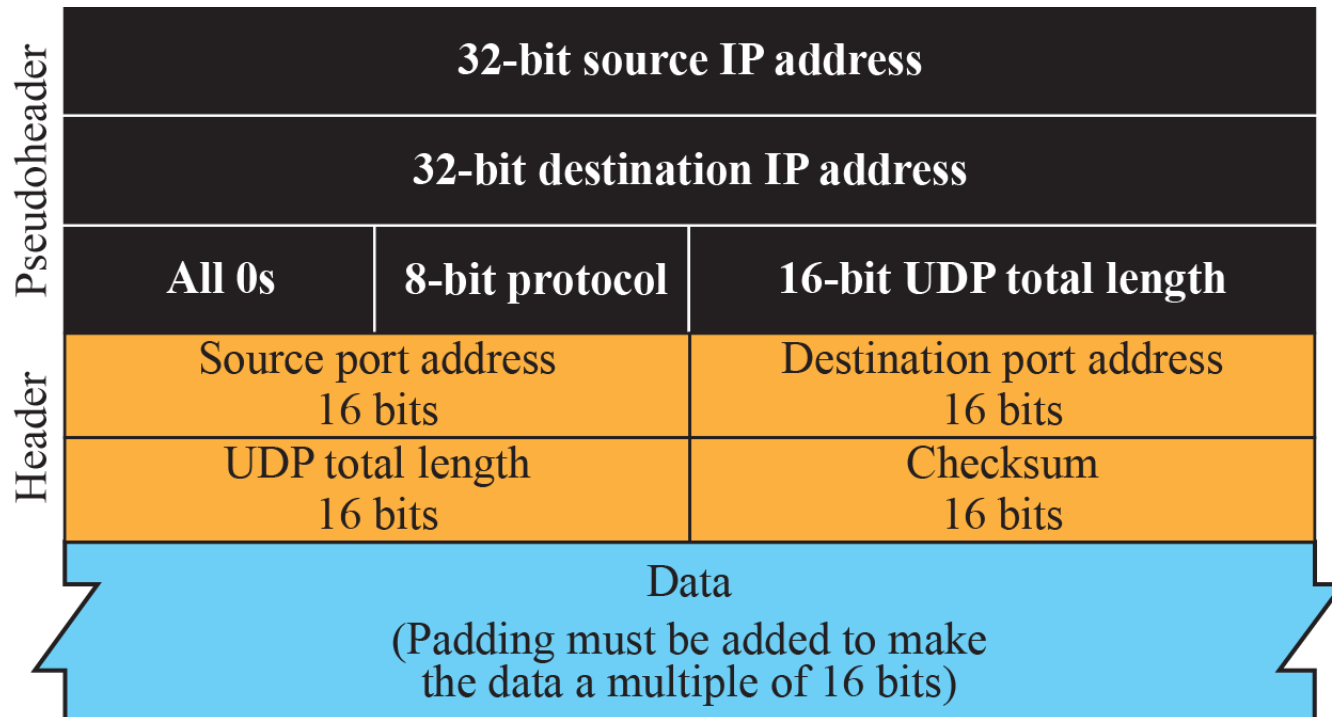 Pseudoheader
32-bit source IP address
32-bit destination IP address
All 0s
8-bit protocol
16-bit UDP total length
Header
Source port address
16 bits
Destination port address
16 bits
UDP total length
16 bits
Checksum
16 bits
Data
(Padding must be added to make
the data a multiple of 16 bits)